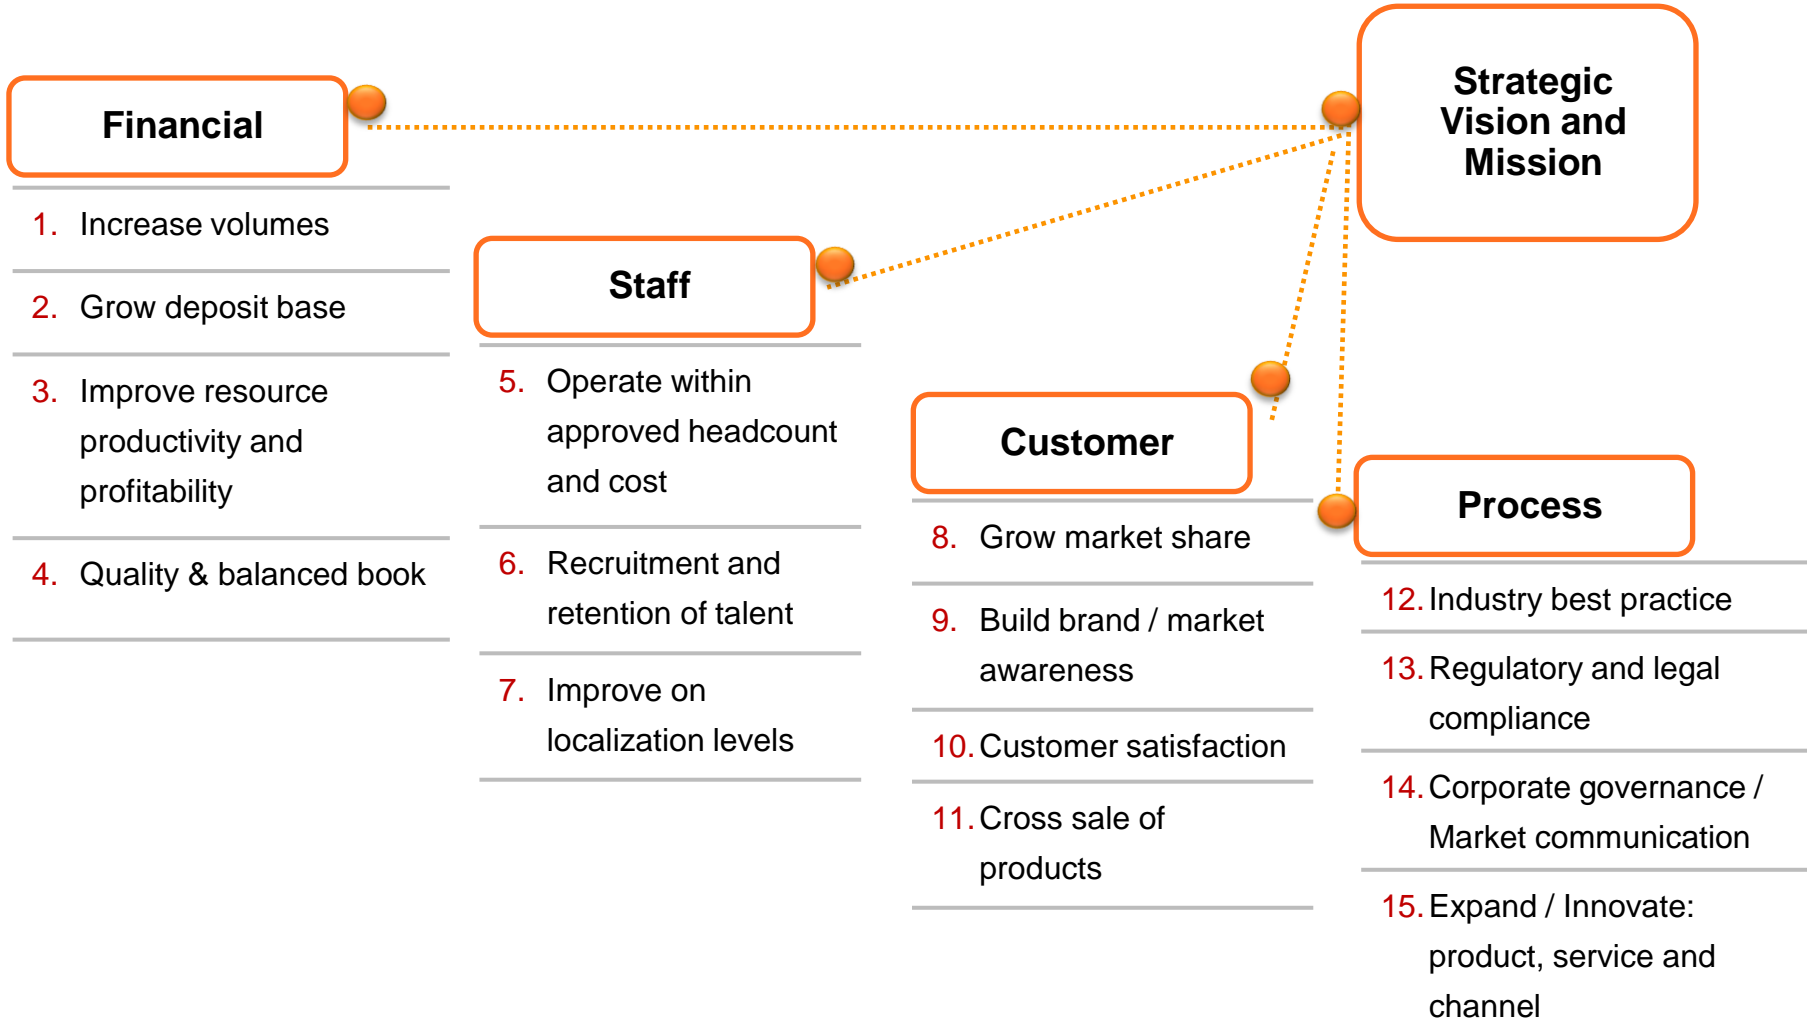 Strategic
Vision and
Mission
Financial
1. Increase volumes
2. Grow deposit base
3. Improve resource
productivity and
profitability
4. Quality & balanced book
Staff
5. Operate within
approved headcount
and cost
6. Recruitment and
retention of talent
7. Improve on
localization levels
Customer
8. Grow market share
9. Build brand / market
awareness
10. Customer satisfaction
11. Cross sale of
products
Process
12. Industry best practice
13. Regulatory and legal
compliance
14. Corporate governance /
Market communication
15. Expand / Innovate:
product, service and
channel